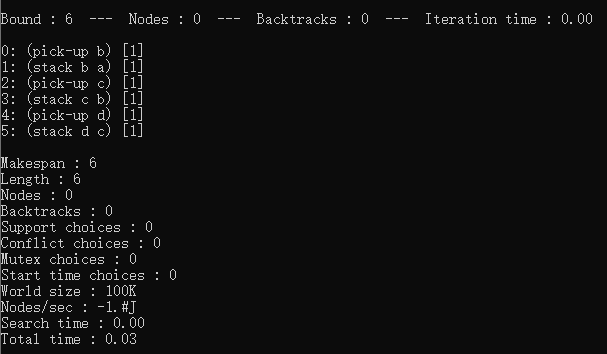 Bound : 6  ---  Nodes : 0  ---  Backtracks : 0  ---  Iteration time : 0.00
0: (pick-up b) [1]
1: (stack b a) [1]
2: (pick-up c) [1]
3: (stack c b) [1]
4: (pick-up d) [1]
5: (stack d c) [1]
Makespan : 6
Length : 6
Nodes : 0
Backtracks : 0
Support choices : 0
Conflict choices : 0
Mutex choices : 0
Start time choices : 0
World size : 100K
Nodes/sec : -1.#J
Search time : 0.00
Total time : 0.03